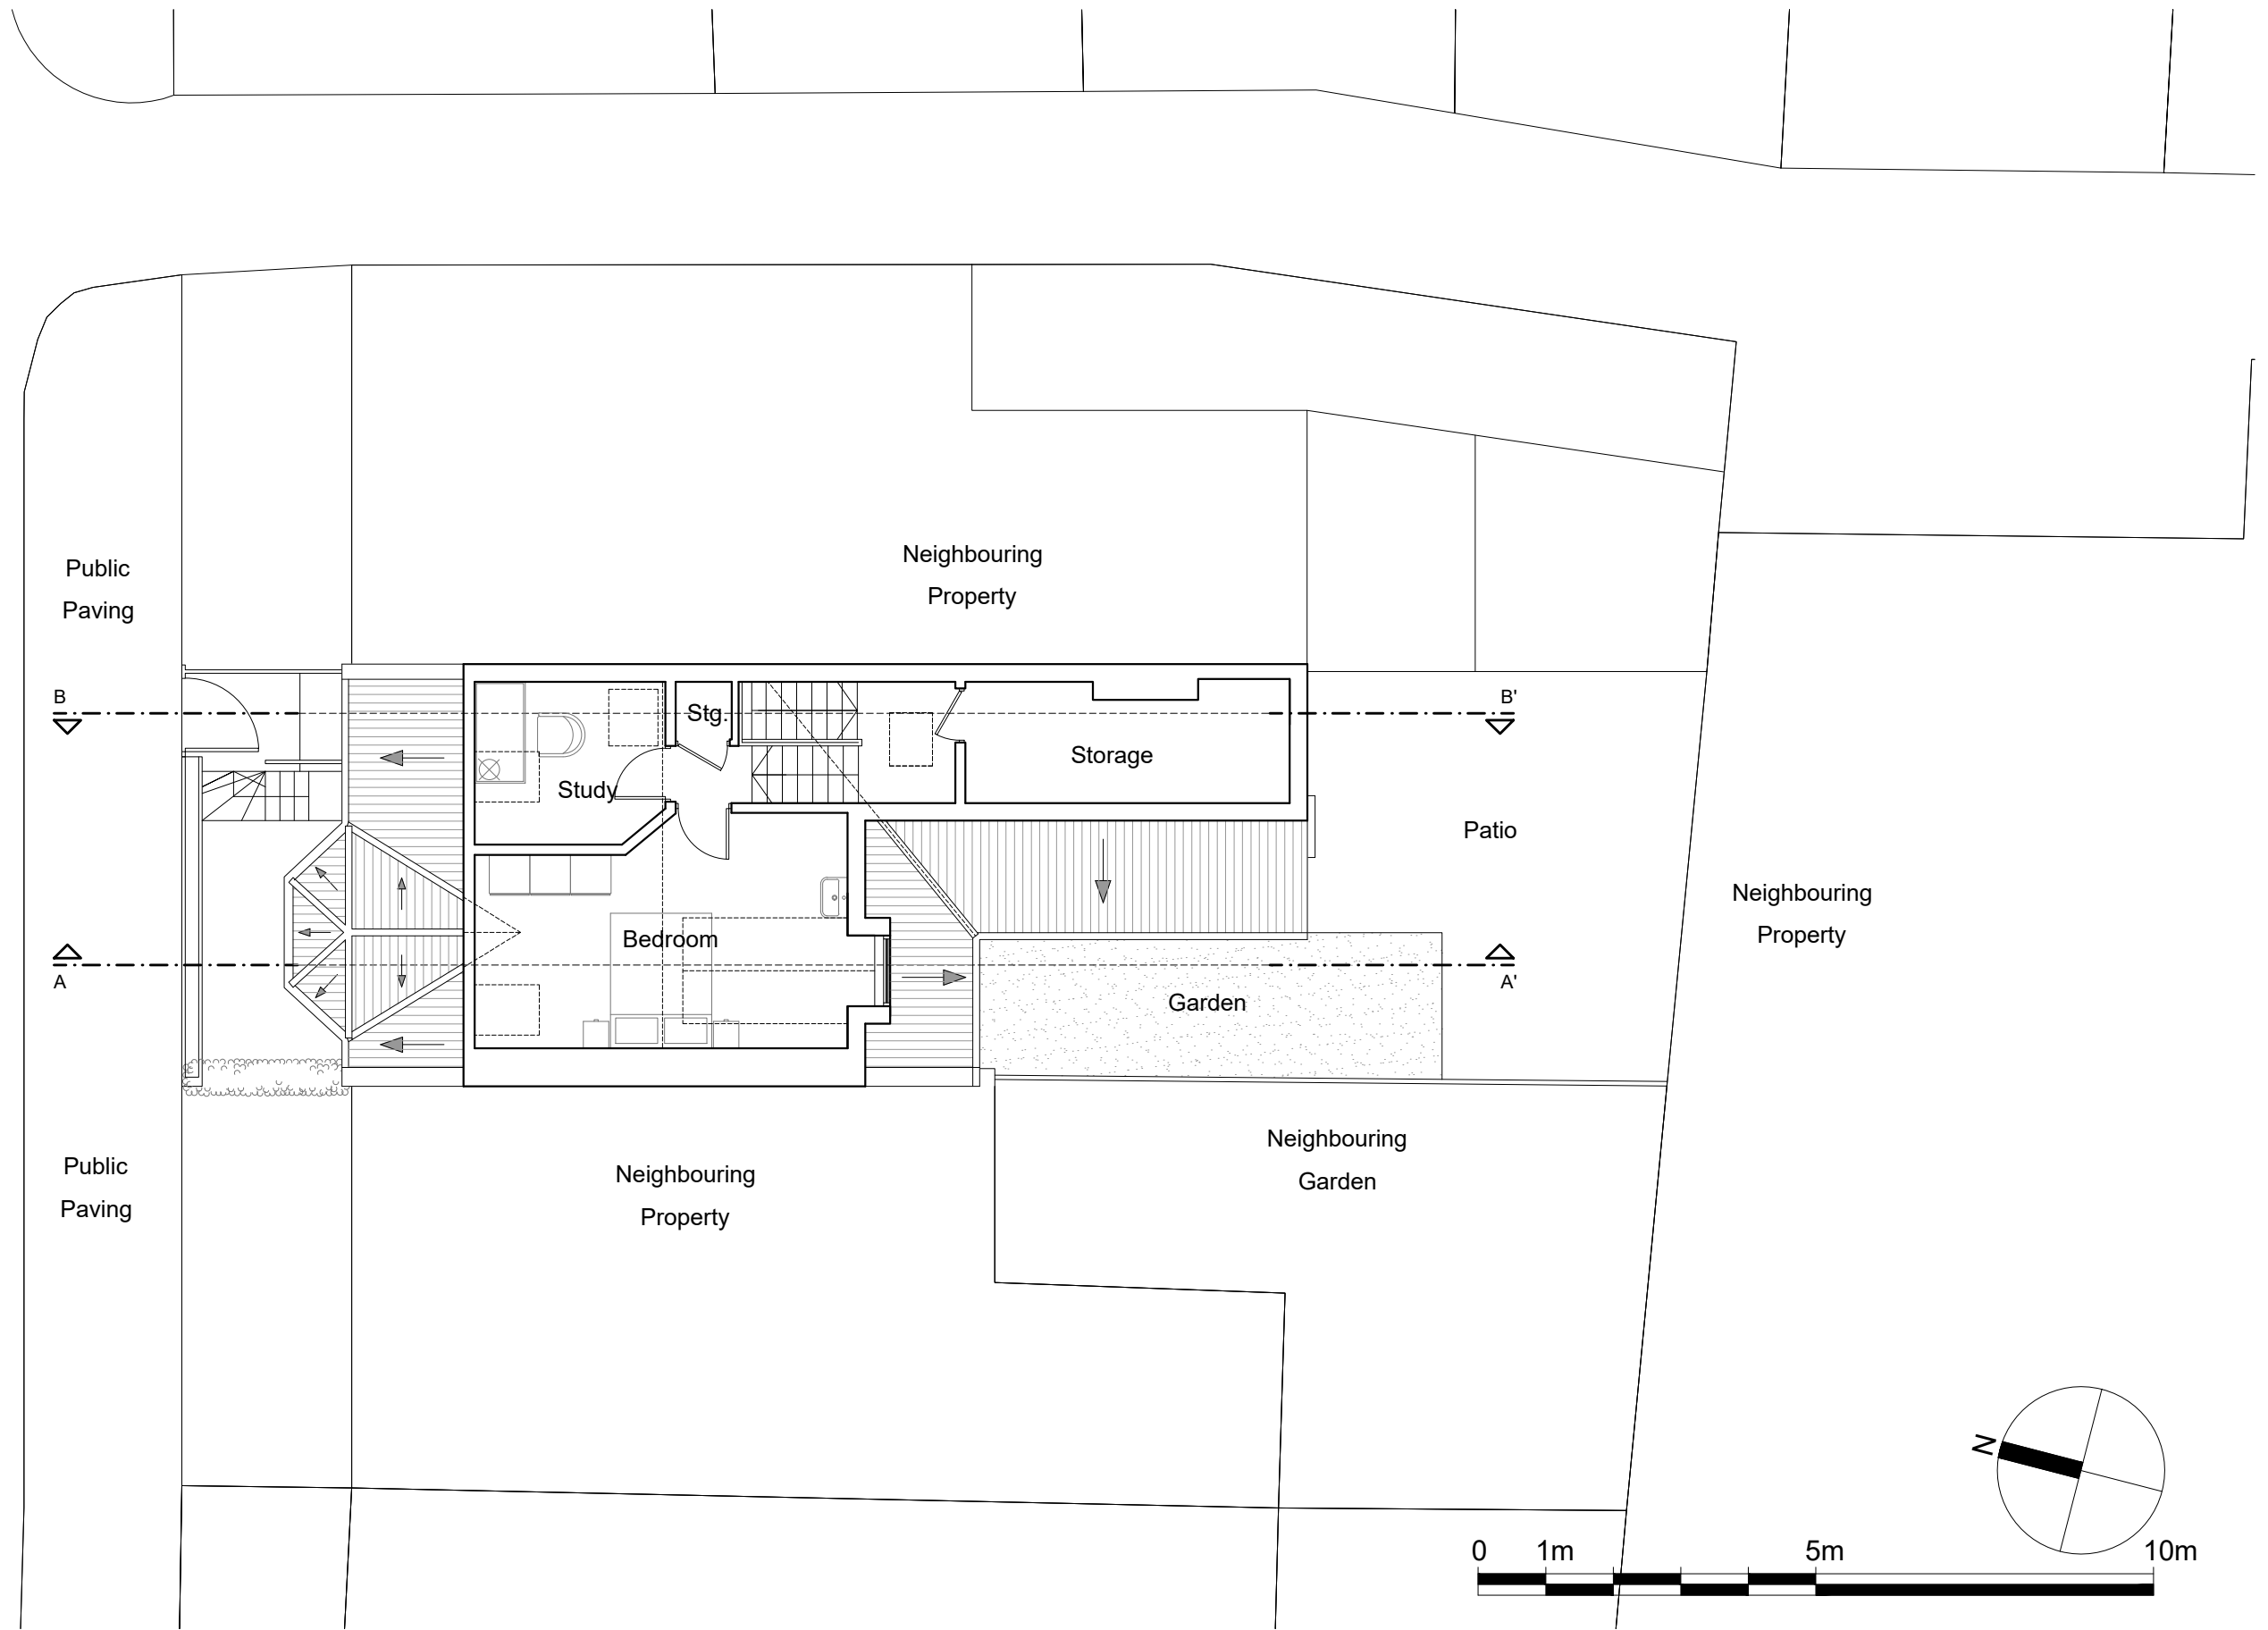 Neighbouring
Property
Public
Paving
B
B'
Stg.
Storage
Study
Patio
Neighbouring
Property
Bedroom
A
A'
Garden
Neighbouring
Garden
Public
Paving
Neighbouring
Property
N
0 1m 5m 10m